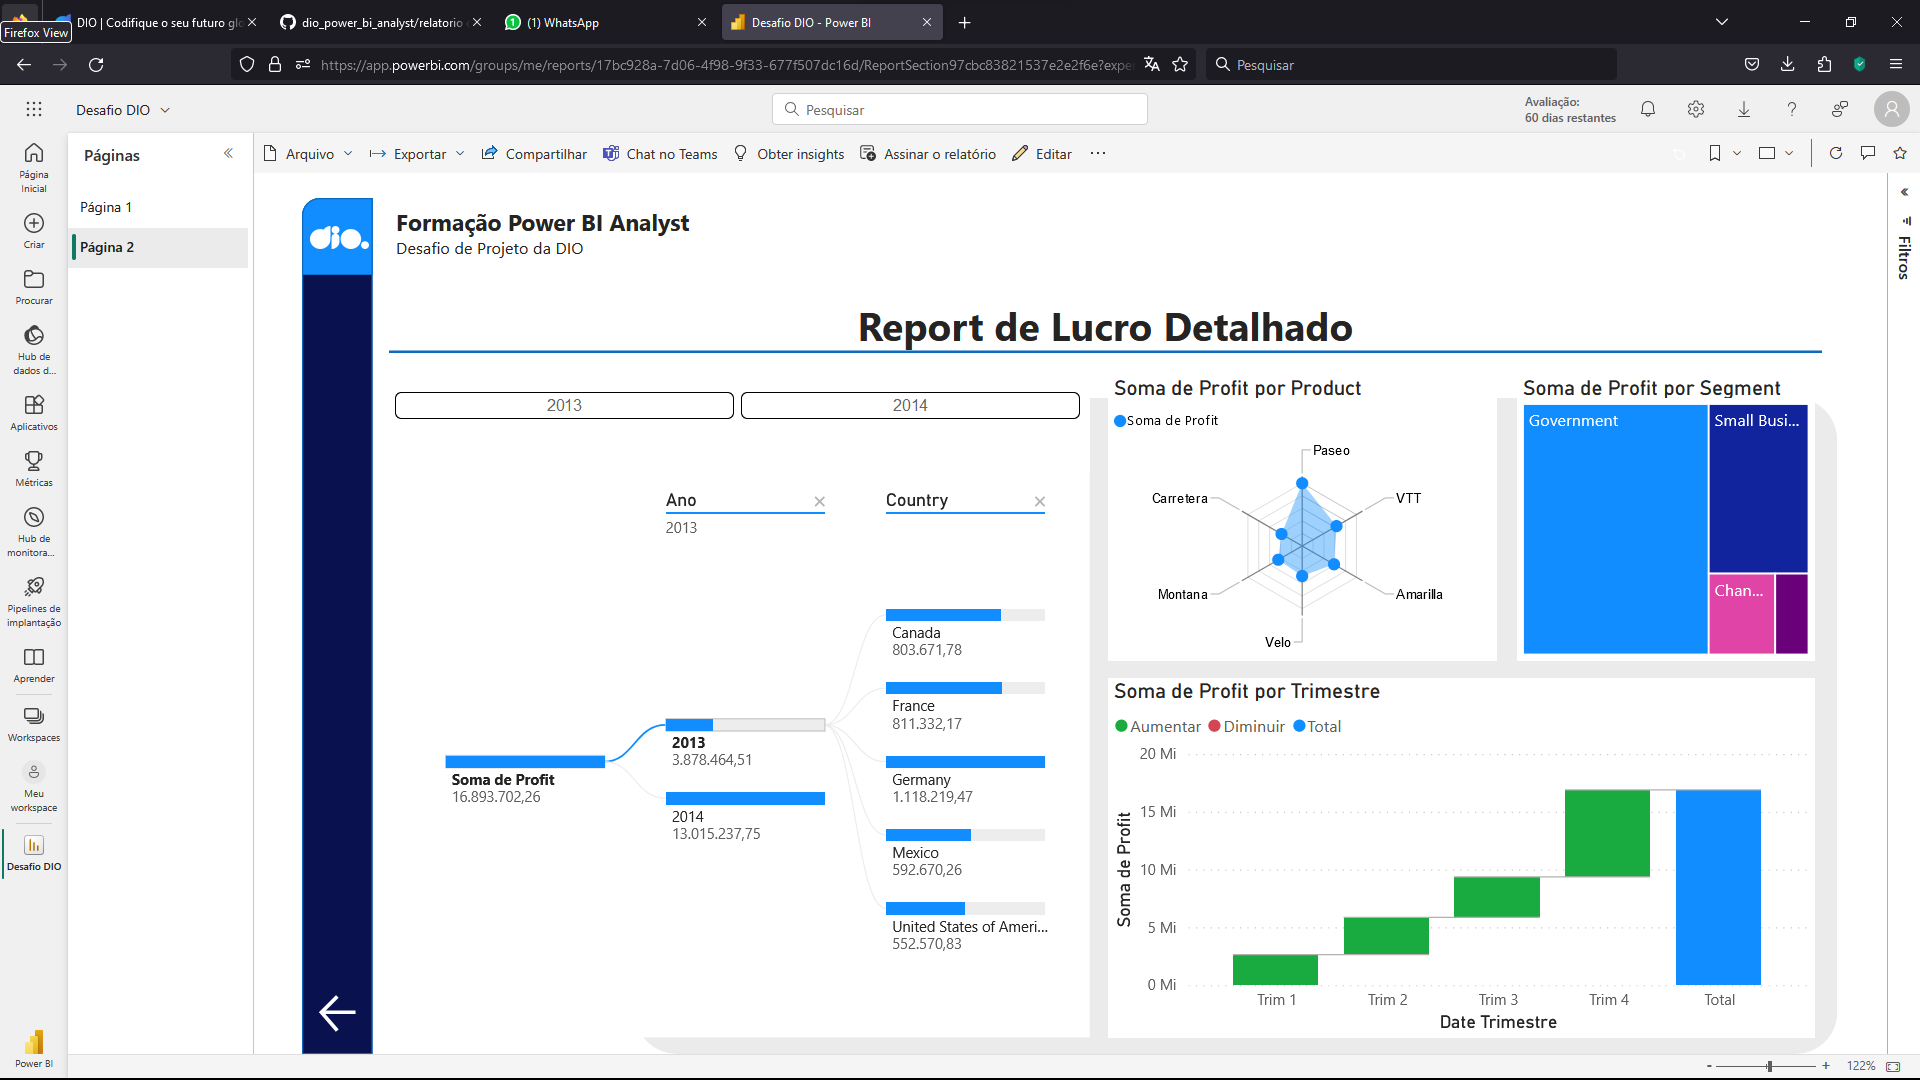 DIO | Codifique o seu futuro glo
dio_power_bi_analyst/relatorio
(1) WhatsApp
Desafio DIO - Power BI
Firefox View
https://app.powerbi.com/groups/me/reports/17bc928a-7d06-4f98-9f33-677f507dc16d/ReportSection97cbc83821537e2e2f6e?exper
Pesquisar
Desafio DIO
Pesquisar
Avaliação:
60 dias restantes
Páginas
Arquivo
Exportar
Compartilhar
Chat no Teams
Obter insights
Assinar o relatório
Editar
Página
Inicial
Criar
Procurar
Hub de
dados d...
Aplicativos
Métricas
Hub de
monitora...
Pipelines de
implantação
Aprender
Workspaces
Meu
workspace
Desafio DIO
Power BI
Página 1
Página 2
dio.
Formação Power BI Analyst
Desafio de Projeto da DIO
Filtros
Report de Lucro Detalhado
2013
2014
Ano
2013
Country
Soma de Profit
16.893.702,26
2013
3.878.464,51
2014
13.015.237,75
Canada
803.671,78
France
811.332,17
Germany
1.118.219,47
Mexico
592.670,26
United States of Ameri...
552.570,83
Soma de Profit por Product
Soma de Profit
Paseo
Carretera
VTT
Montana
Amarilla
Velo
Soma de Profit por Segment
Government
Small Busi...
Chan...
Soma de Profit por Trimestre
Aumentar
Diminuir
Total
Soma de Profit
20 Mi
15 Mi
10 Mi
5 Mi
0 Mi
Trim 1
Trim 2
Trim 3
Trim 4
Total
Date Trimestre
122%